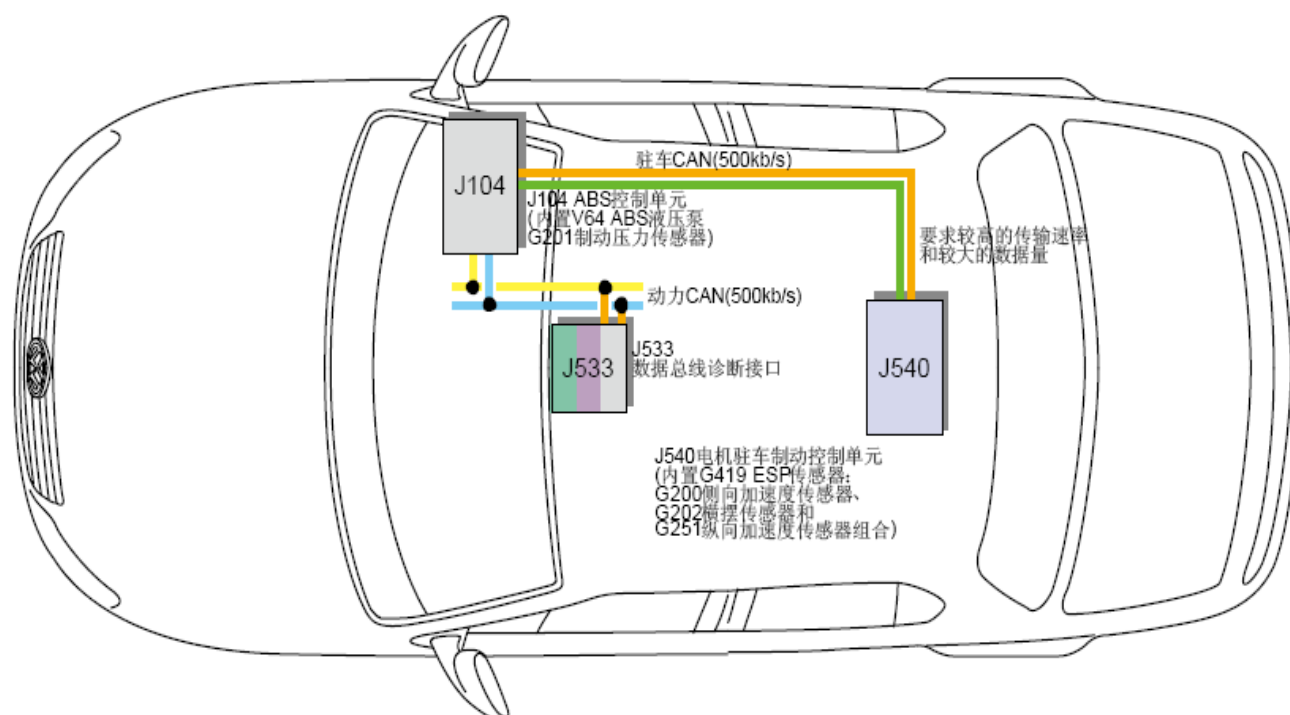 驻车CAN(500kb/s)
J104
J104 ABS控制单元
(内置V64 ABS液压泵
G201制动压力传感器)
要求较高的传输速率
和较大的数据量
动力CAN(500kb/s)
J533
J533
数据总线诊断接口
J540
J540电机驻车制动控制单元
(内置G419 ESP传感器;
G200侧向加速度传感器、
G202横摆传感器和
G251纵向加速度传感器组合)